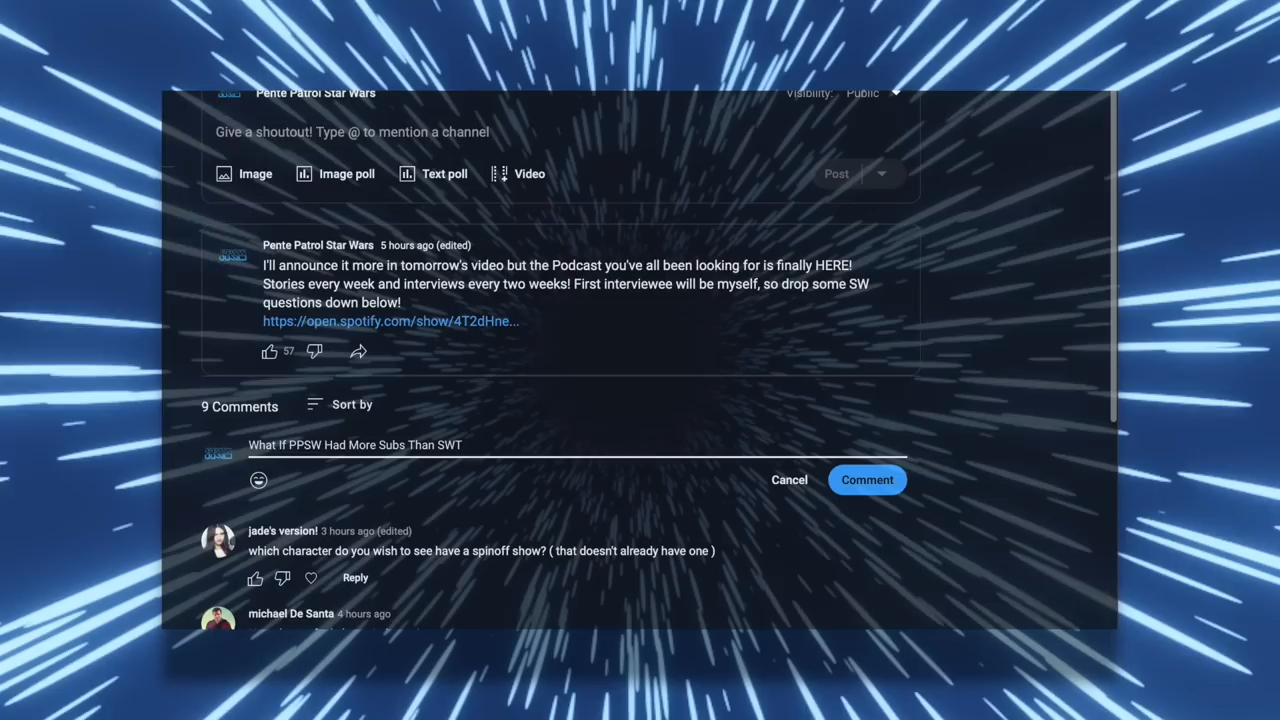 Pente Patrol Star Wars
Visibility: Public
Give a shoutout! Type @ to mention a channel
Image Image poll Text poll Video Post
Pente Patrol Star Wars 5 hours ago (edited)
I'll announce it more in tomorrow's video but the Podcast you've all been looking for is finally HERE!
Stories every week and interviews every two weeks! First interviewee will be myself, so drop some SW
questions down below!
https://open.spotify.com/show/4T2dHne...
57
9 Comments Sort by
What If PPSW Had More Subs Than SWT
Cancel Comment
jade's version! 3 hours ago (edited)
which character do you wish to see have a spinoff show? ( that doesn't already have one )
Reply
michael De Santa 4 hours ago